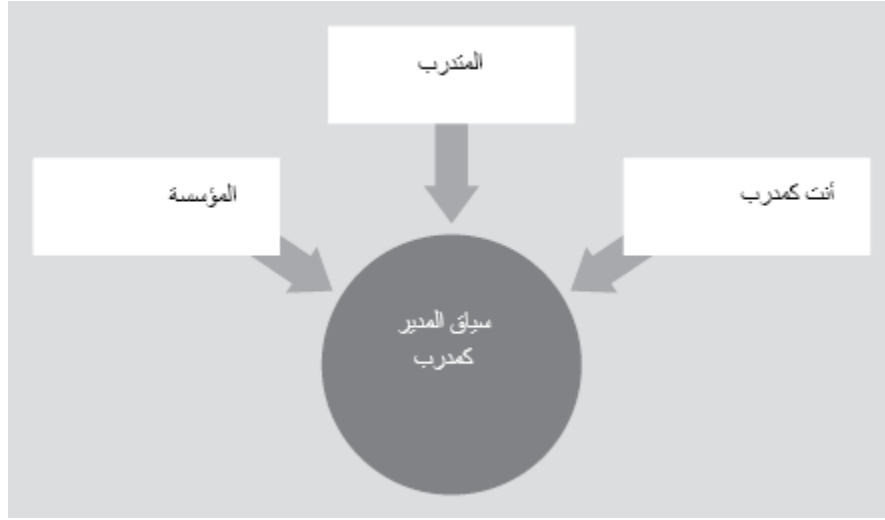 المتدرب
أنت كمدرب
المؤسسة
سياق المدير
كمدرب